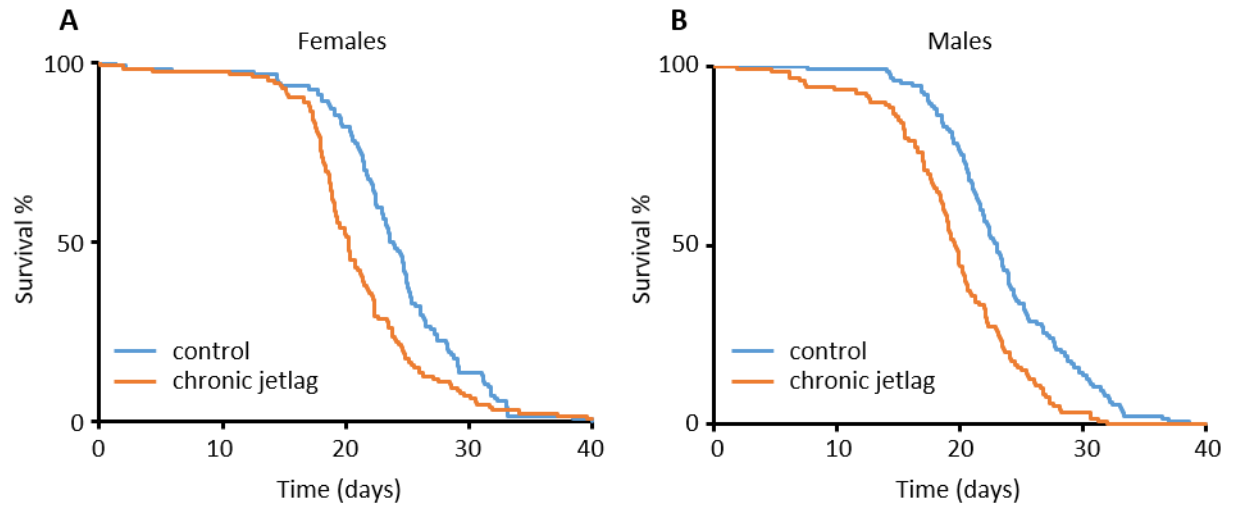 A
Females
100
50
0
Survival %
control
chronic jetlag
0 10 20 30 40
Time (days)
B
Males
100
50
0
Survival %
control
chronic jetlag
0 10 20 30 40
Time (days)